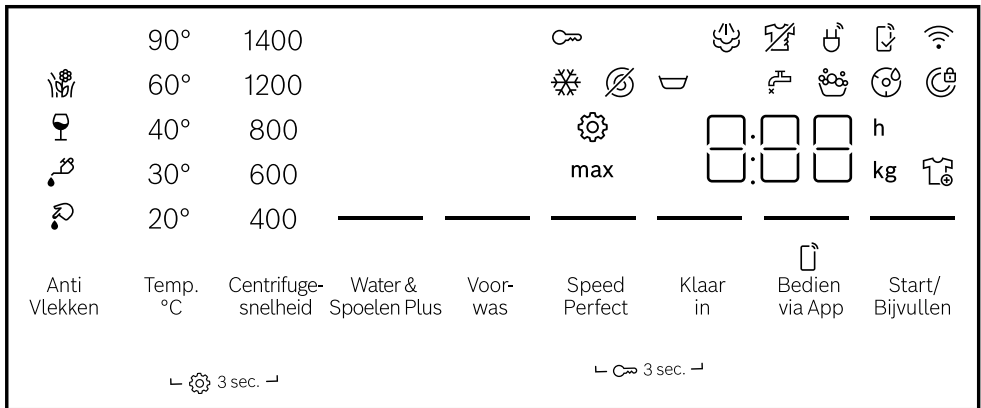 90° 1400
60° 1200
40° 800 h
30° 600 max kg
20° 400
Anti Temp. Centrifuge- Water & Voor- Speed Klaar Bedien Start/
Vlekken °C snelheid Spoelen Plus was Perfect in via App Bijvullen
3 sec. 3 sec.